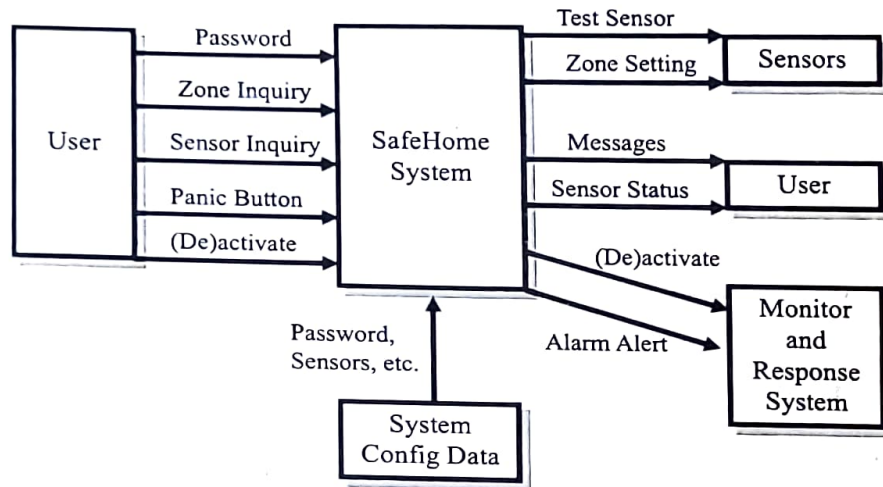 Password
Zone Inquiry
Sensor Inquiry
Panic Button
(De)activate
User
SafeHome
System
Test Sensor
Zone Setting
Sensors
Messages
Sensor Status
User
(De)activate
Alarm Alert
Monitor
and
Response
System
Password,
Sensors, etc.
System
Config Data